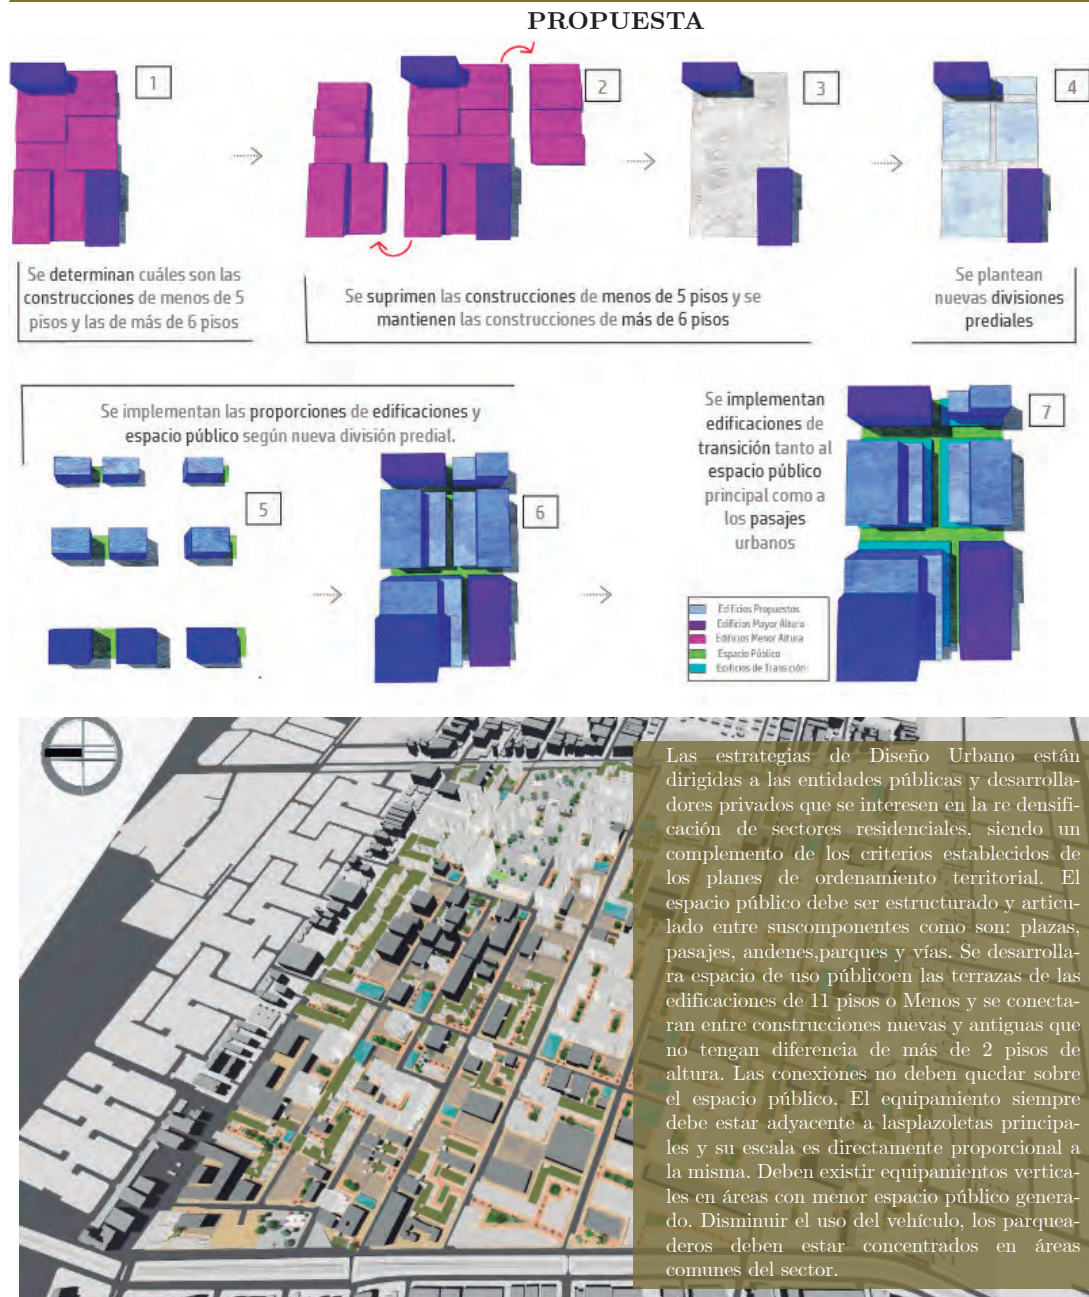 PROPUESTA
1
2
3
4
Se determinan cuáles son las
construcciones de menos de 5
pisos y las de más de 6 pisos
Se suprimen las construcciones de menos de 5 pisos y se
mantienen las construcciones de más de 6 pisos
Se plantean
nuevas divisiones
prediales
Se implementan las proporciones de edificaciones y
espacio público según nueva división predial.
5
6
Se implementan
edificaciones de
transición tanto al
espacio público
principal como a
los pasajes
urbanos
7
Edificios Propuestos
Edificios Mayor Altura
Edificios Menor Altura
Espacio Público
Edificios de Transición
Las estrategias de Diseño Urbano están
dirigidas a las entidades públicas y desarrolla-
dores privados que se interesen en la re densifi-
cación de sectores residenciales, siendo un
complemento de los criterios establecidos de
los planes de ordenamiento territorial. El
espacio público debe ser estructurado y articu-
lado entre suscomponentes como son: plazas,
pasajes, andenes,parques y vías. Se desarrolla-
ra espacio de uso públicoen las terrazas de las
edificaciones de 11 pisos o Menos y se conecta-
ran entre construcciones nuevas y antiguas que
no tengan diferencia de más de 2 pisos de
altura. Las conexiones no deben quedar sobre
el espacio público. El equipamiento siempre
debe estar adyacente a lasplazoletas principa-
les y su escala es directamente proporcional a
la misma. Deben existir equipamientos vertica-
les en áreas con menor espacio público genera-
do. Disminuir el uso del vehículo, los parquea-
deros deben estar concentrados en áreas
comunes del sector.